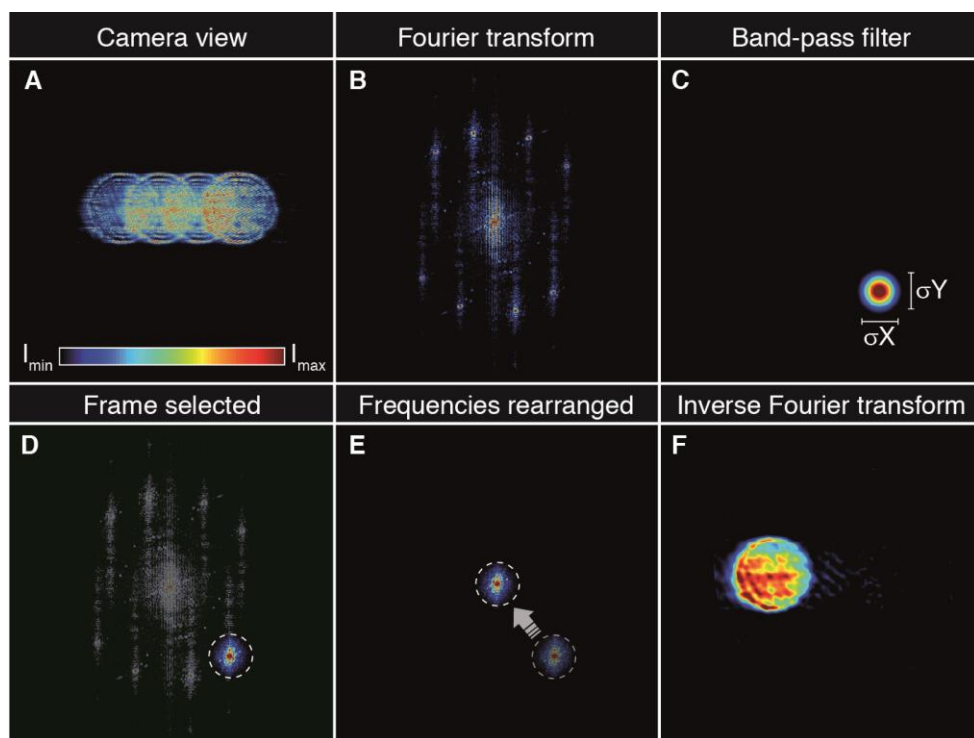 Camera view
Fourier transform
Band-pass filter
A
B
C
σY
σX
Imin
Imax
Frame selected
Frequencies rearranged
Inverse Fourier transform
D
E
F